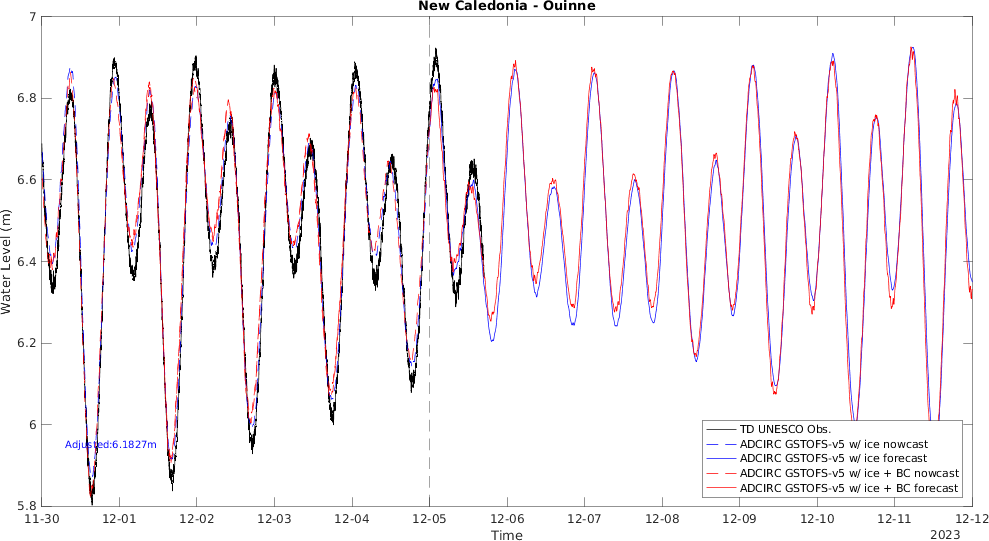 New Caledonia - Ouinne
7
6.8
6.6
6.4
6.2
6
5.8
Water Level (m)
Adjusted:6.1827m
TD UNESCO Obs.
ADCIRC GSTOFS-v5 w/ ice nowcast
ADCIRC GSTOFS-v5 w/ ice forecast
ADCIRC GSTOFS-v5 w/ ice + BC nowcast
ADCIRC GSTOFS-v5 w/ ice + BC forecast
11-30 12-01 12-02 12-03 12-04 12-05 12-06 12-07 12-08 12-09 12-10 12-11 12-12
Time
2023